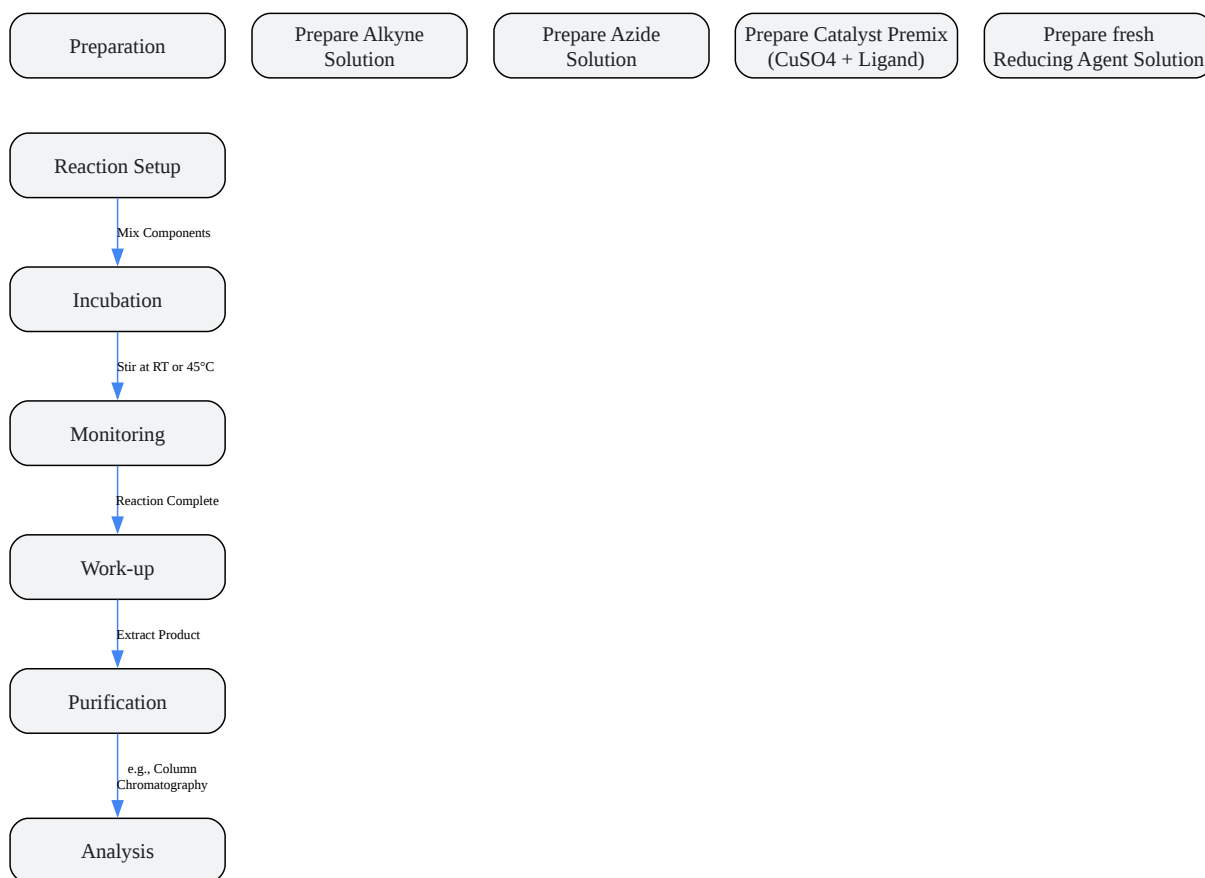 Preparation
Prepare Alkyne
Solution
Prepare Azide
Solution
Prepare Catalyst Premix
(CuSO4 + Ligand)
Prepare fresh
Reducing Agent Solution
Reaction Setup
Mix Components
Incubation
Stir at RT or 45°C
Monitoring
Reaction Complete
Work-up
Extract Product
Purification
e.g., Column
Chromatography
Analysis